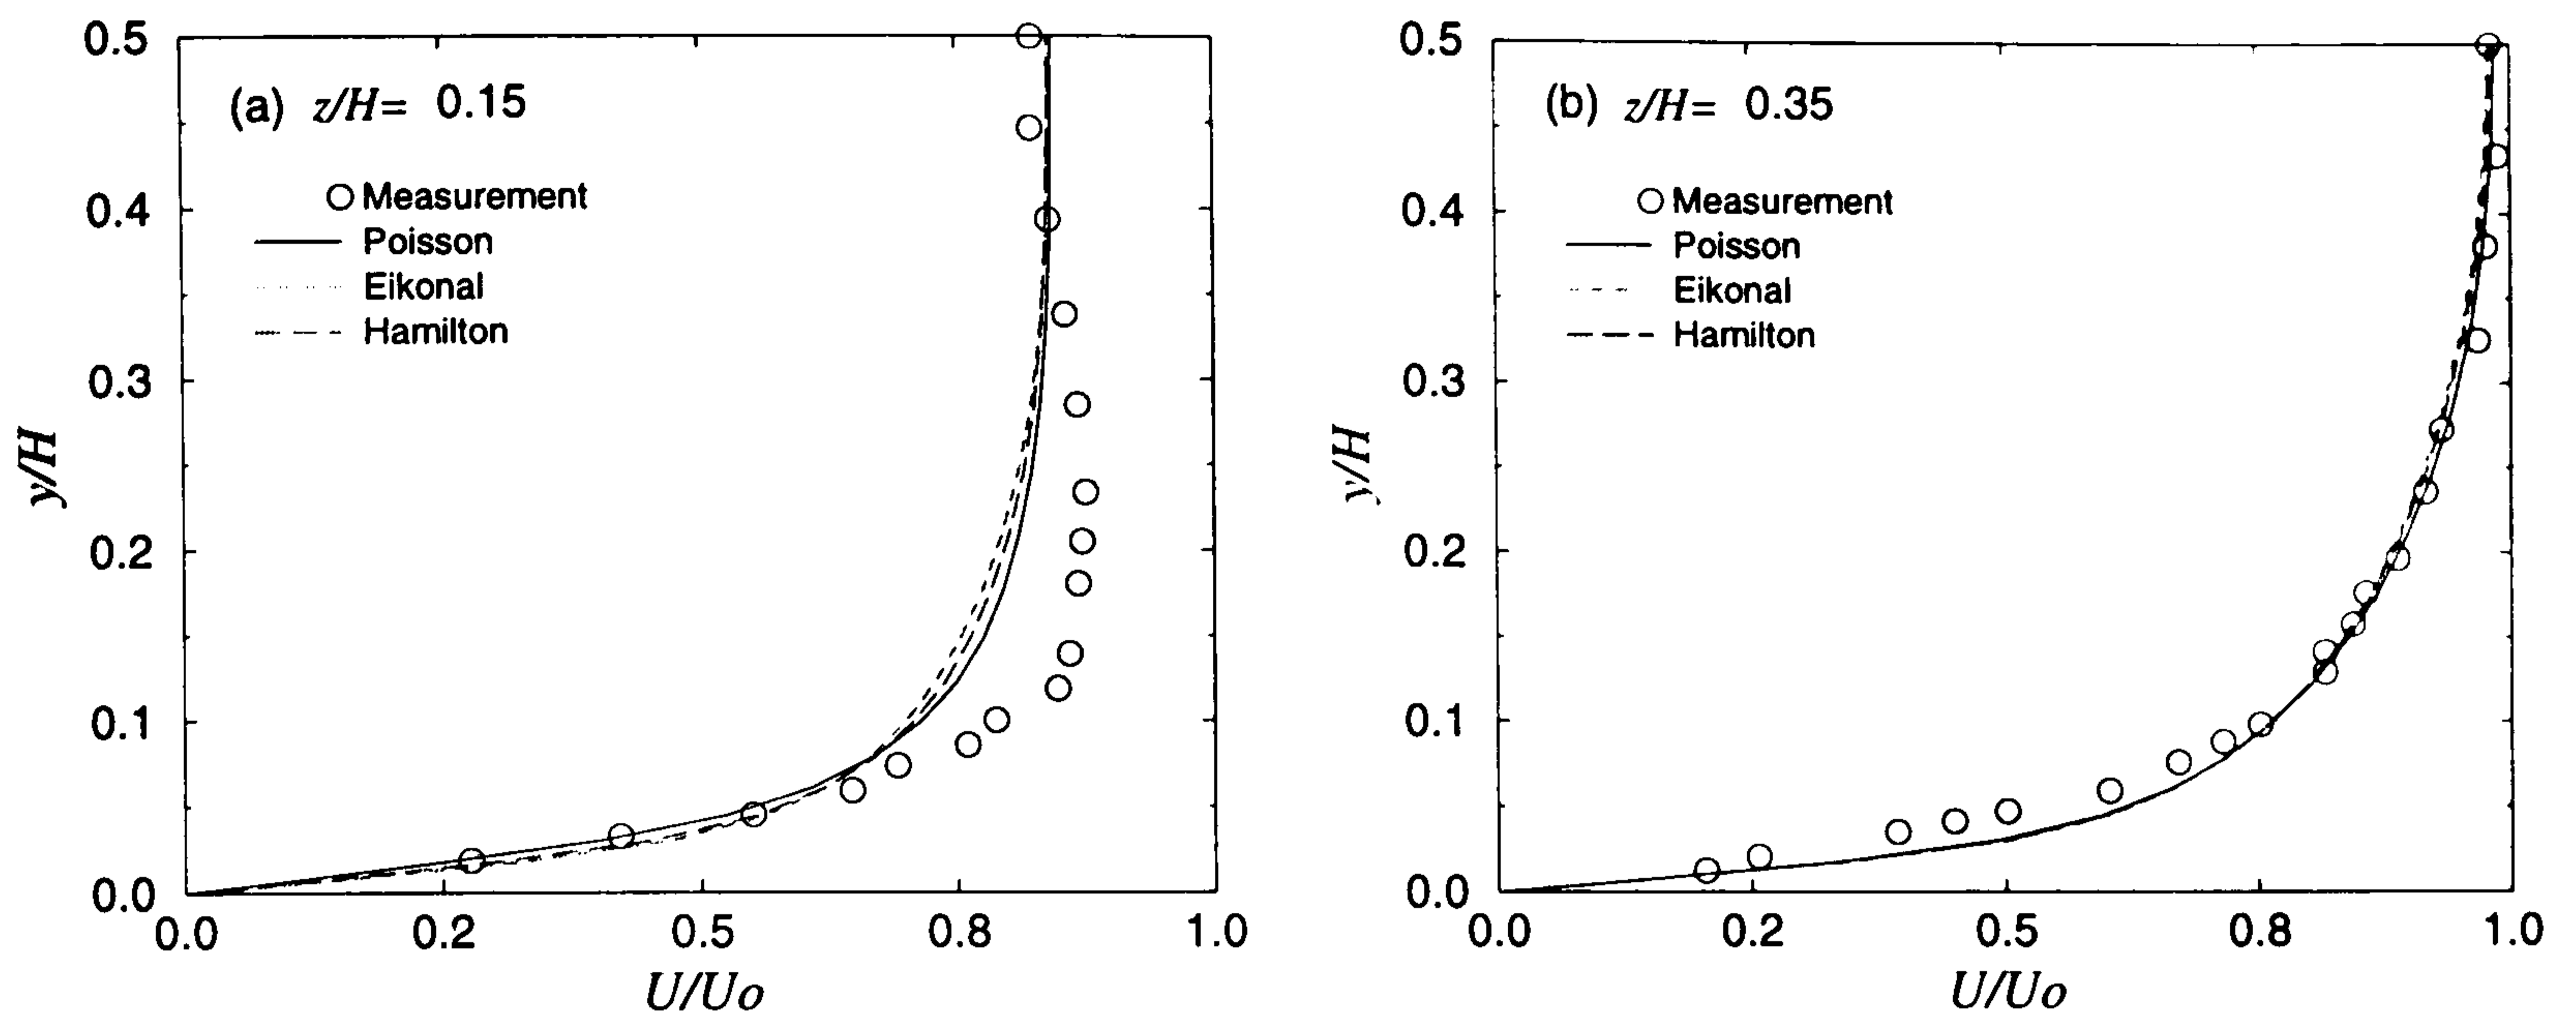 0.5
(a) z/H= 0.15
Measurement
0.4
Poisson
Eikonal
Hamilton
0.3
y/H
0.2
0.1
0.0
0.0 0.2 0.5 0.8 1.0
U/Uo
0.5
(b) z/H= 0.35
Measurement
0.4
Poisson
Eikonal
Hamilton
0.3
y/H
0.2
0.1
0.0
0.0 0.2 0.5 0.8 1.0
U/Uo